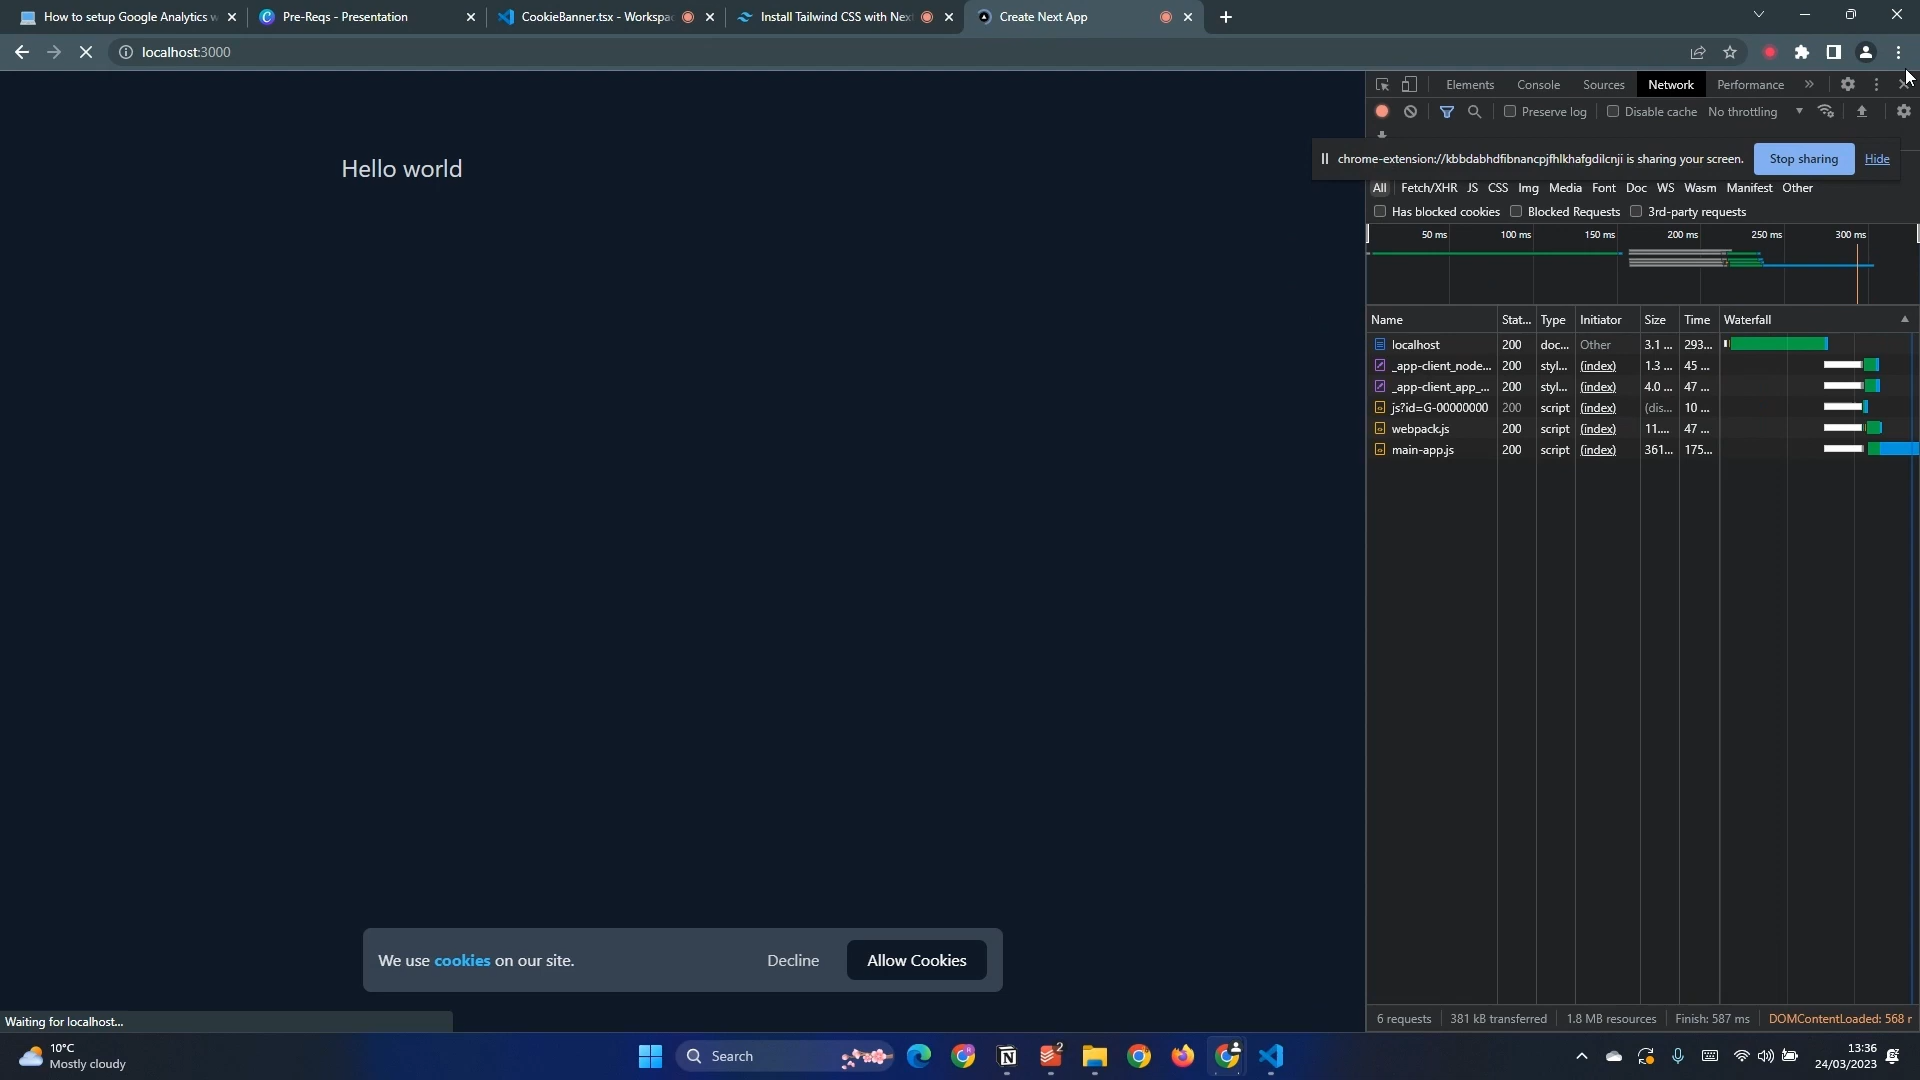 How to setup Google Analytics w
Pre-Reqs - Presentation
CookieBanner.tsx - Workspac
Install Tailwind CSS with Nex
Create Next App
localhost:3000
Hello world
Elements Console Sources Network Performance
Preserve log Disable cache No throttling
chrome-extension://kbbdabhdfibnancpjfhlkhafgdilcnji is sharing your screen. Stop sharing Hide
All Fetch/XHR JS CSS Img Media Font Doc WS Wasm Manifest Other
Has blocked cookies Blocked Requests 3rd-party requests
50 ms 100 ms 150 ms 200 ms 250 ms 300 ms
Name Stat... Type Initiator Size Time Waterfall
localhost 200 doc... Other 3.1 ... 293...
_app-client_node... 200 styl... (index) 1.3 ... 45 ...
_app-client_app_... 200 styl... (index) 4.0 ... 47 ...
js?id=G-00000000 200 script (index) (dis... 10 ...
webpack.js 200 script (index) 11.... 47 ...
main-app.js 200 script (index) 361... 175...
We use cookies on our site. Decline Allow Cookies
Waiting for localhost...
6 requests 381 kB transferred 1.8 MB resources Finish: 587 ms DOMContentLoaded: 568 r
10°C
Mostly cloudy
Search
2
13:36
24/03/2023